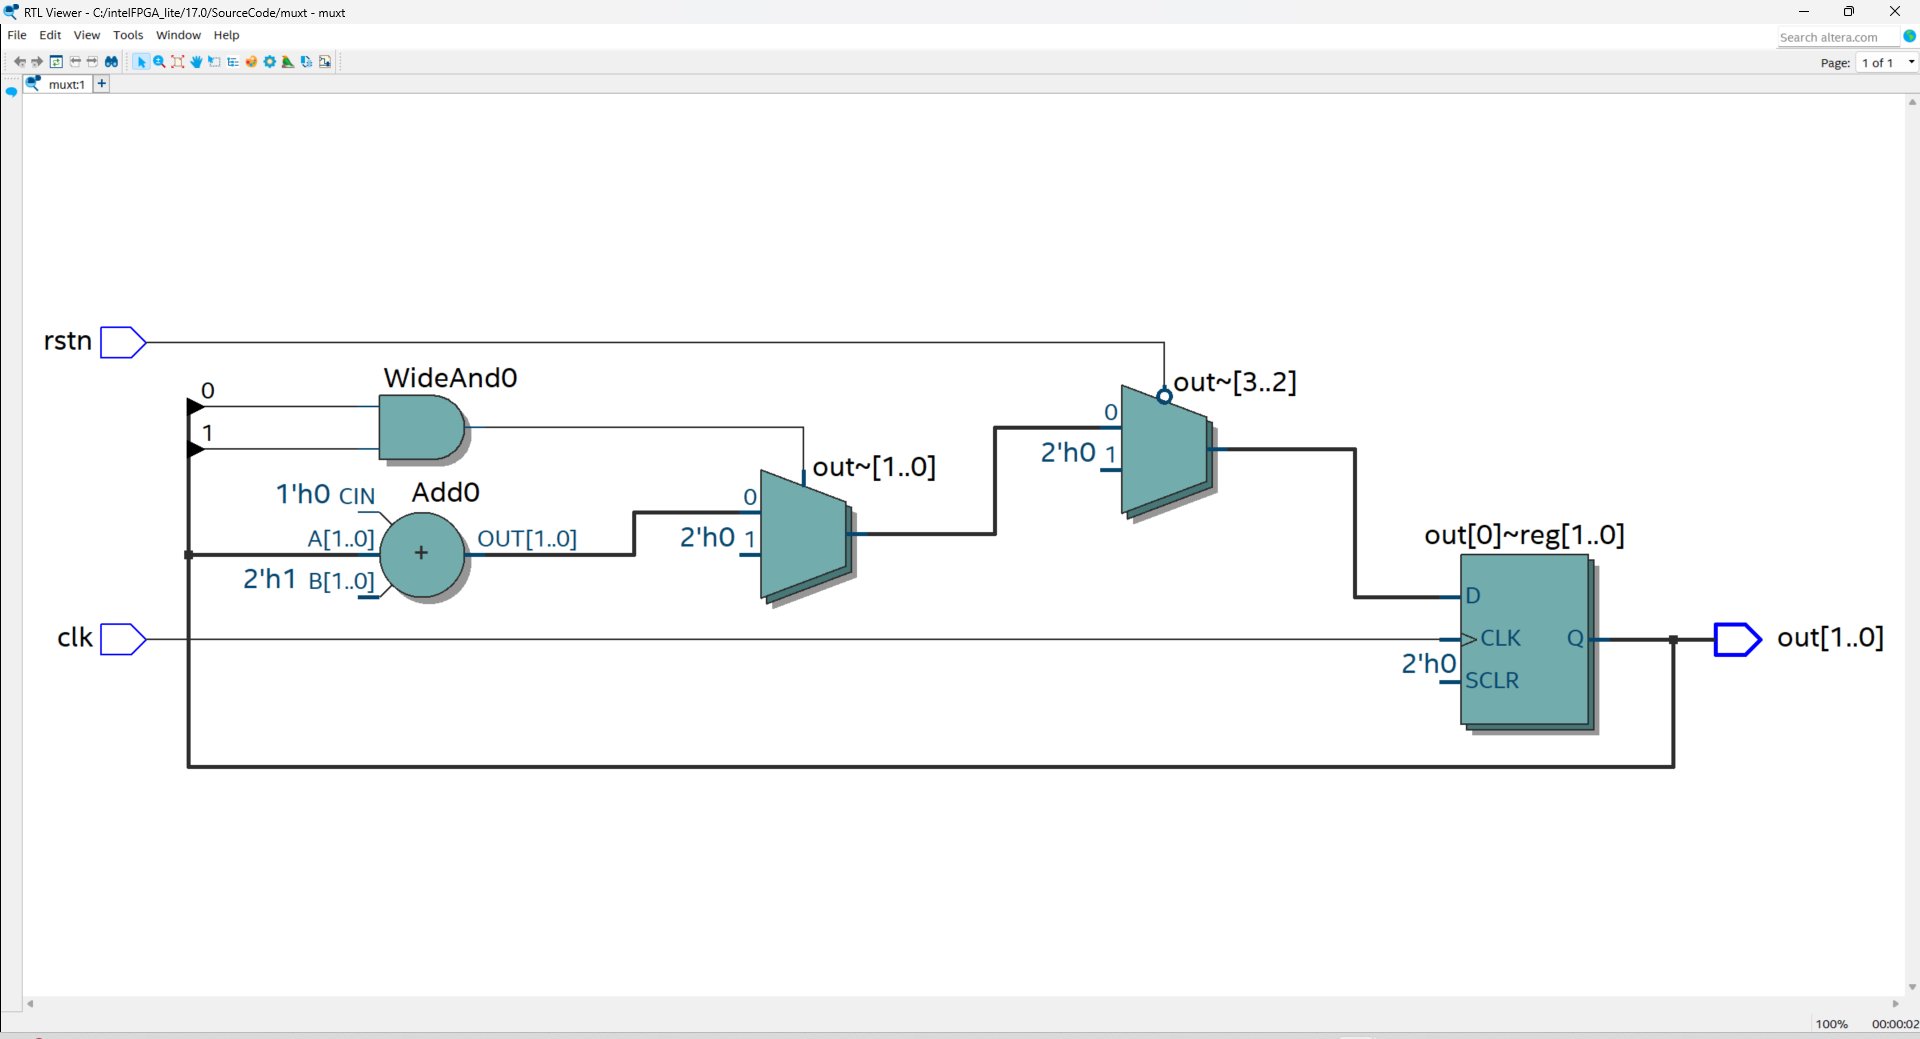 RTL Viewer - C:/intelFPGA_lite/17.0/SourceCode/muxt - muxt
File Edit View Tools Window Help
Search altera.com
Page: 1 of 1
muxt:1
rstn
WideAnd0
out~[3..2]
0
0
2'h0 1
1
out~[1..0]
1'h0 CIN
Add0
0
A[1..0]
+
OUT[1..0]
2'h0 1
out[0]~reg[1..0]
2'h1 B[1..0]
D
clk
CLK
Q
out[1..0]
2'h0
SCLR
100% 00:00:02